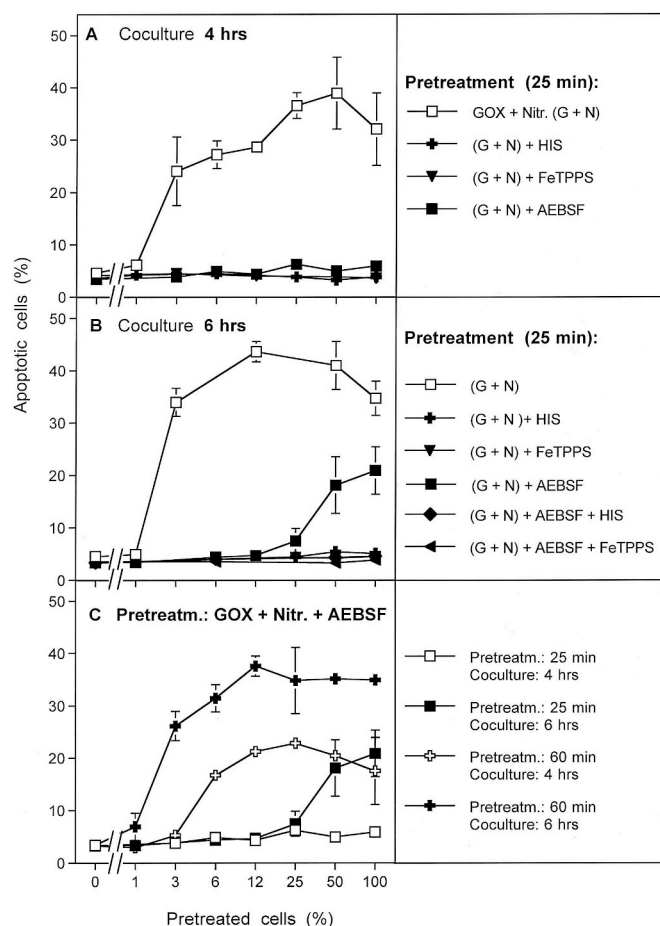 A Coculture 4 hrs
50
40
30
20
10
0
Pretreatment (25 min):
GOX + Nitr. (G + N)
(G + N) + HIS
(G + N) + FeTPPS
(G + N) + AEBSF
B Coculture 6 hrs
50
40
30
20
10
0
Apoptotic cells (%)
Pretreatment (25 min):
(G + N)
(G + N )+ HIS
(G + N) + FeTPPS
(G + N) + AEBSF
(G + N) + AEBSF + HIS
(G + N) + AEBSF + FeTPPS
C Pretreatm.: GOX + Nitr. + AEBSF
50
40
30
20
10
0
0 1 3 6 12 25 50 100
Pretreated cells (%)
Pretreatm.: 25 min
Coculture: 4 hrs
Pretreatm.: 25 min
Coculture: 6 hrs
Pretreatm.: 60 min
Coculture: 4 hrs
Pretreatm.: 60 min
Coculture: 6 hrs